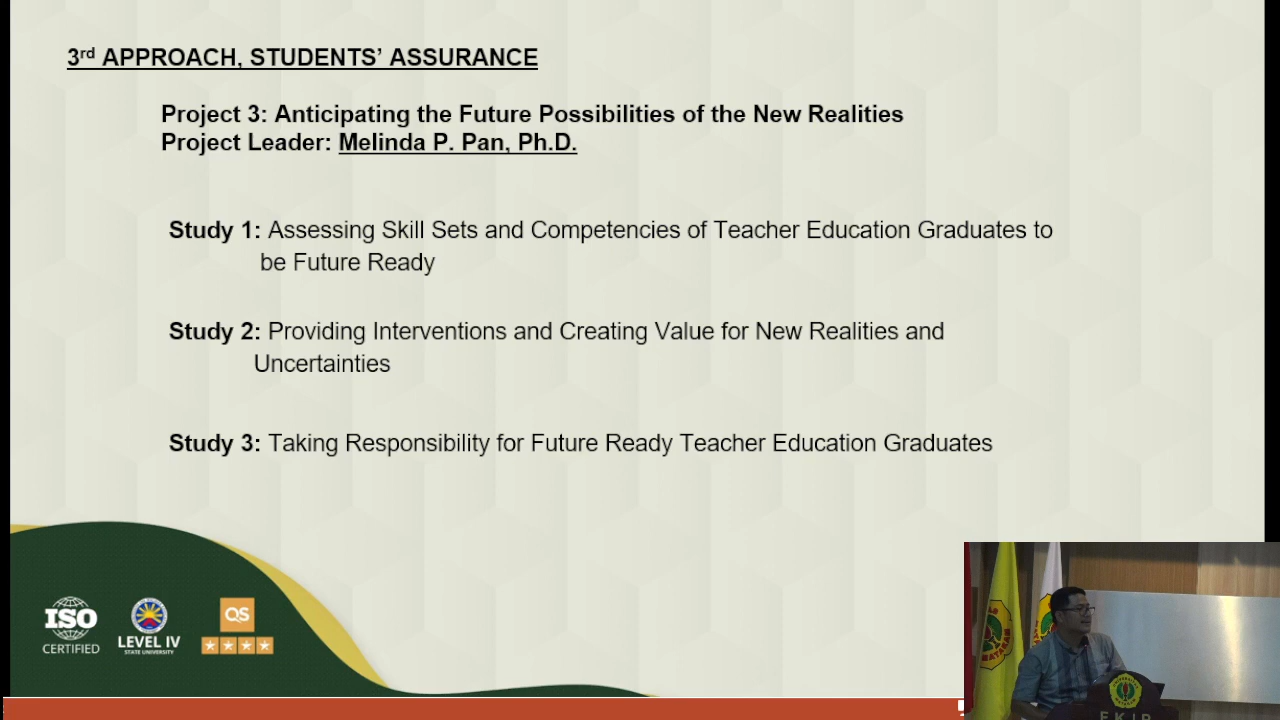 3rd APPROACH, STUDENTS' ASSURANCE
Project 3: Anticipating the Future Possibilities of the New Realities
Project Leader: Melinda P. Pan, Ph.D.
Study 1: Assessing Skill Sets and Competencies of Teacher Education Graduates to
be Future Ready
Study 2: Providing Interventions and Creating Value for New Realities and
Uncertainties
Study 3: Taking Responsibility for Future Ready Teacher Education Graduates
ISO
CERTIFIED
LEVEL IV
STATE UNIVERSITY
QS
MATARAM
FKIP